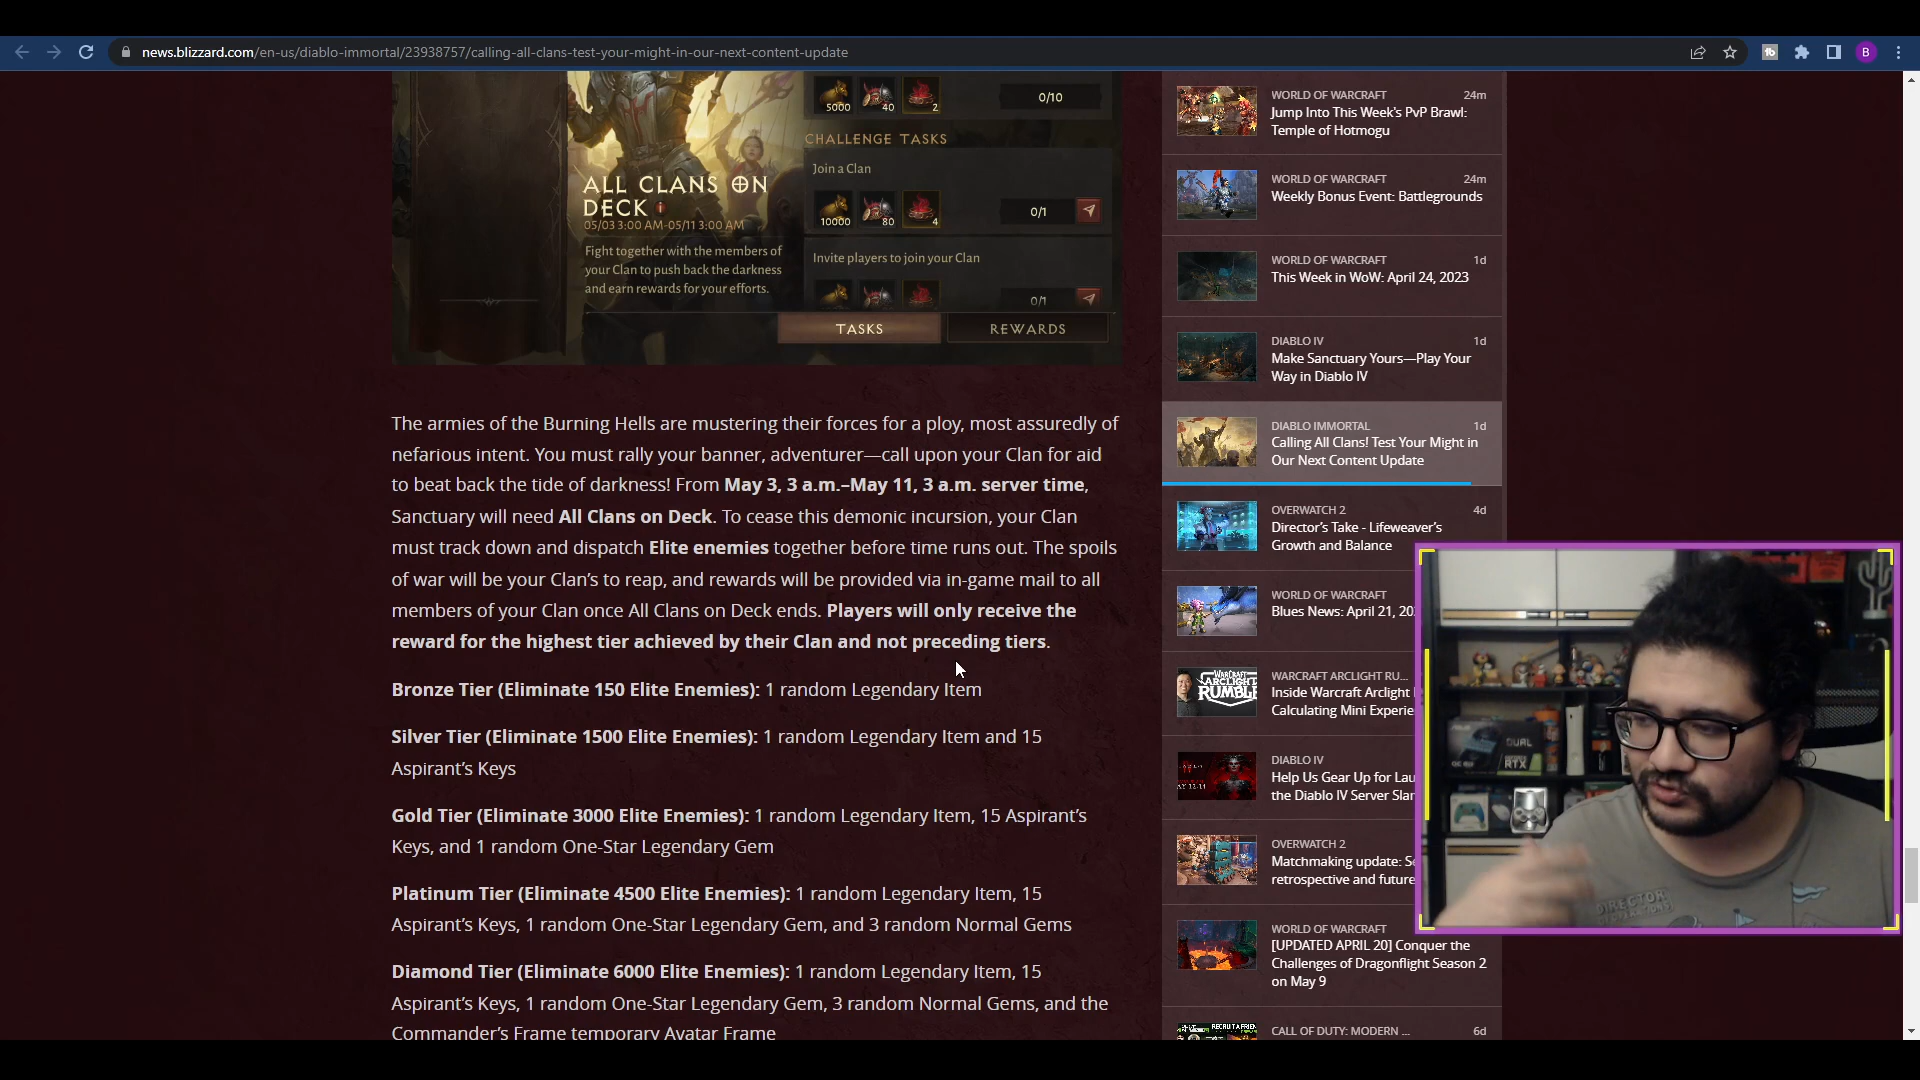 news.blizzard.com/en-us/diablo-immortal/23938757/calling-all-clans-test-your-might-in-our-next-content-update
B
5000
40
2
0/10
CHALLENGE TASKS
Join a Clan
10000
80
4
0/1
Invite players to join your Clan
0/1
ALL CLANS ON
DECK
05/03 3:00 AM-05/11 3:00 AM
Fight together with the members of
your Clan to push back the darkness
and earn rewards for your efforts.
TASKS
REWARDS
The armies of the Burning Hells are mustering their forces for a ploy, most assuredly of
nefarious intent. You must rally your banner, adventurer—call upon your Clan for aid
to beat back the tide of darkness! From May 3, 3 a.m.–May 11, 3 a.m. server time,
Sanctuary will need All Clans on Deck. To cease this demonic incursion, your Clan
must track down and dispatch Elite enemies together before time runs out. The spoils
of war will be your Clan’s to reap, and rewards will be provided via in-game mail to all
members of your Clan once All Clans on Deck ends. Players will only receive the
reward for the highest tier achieved by their Clan and not preceding tiers.
Bronze Tier (Eliminate 150 Elite Enemies): 1 random Legendary Item
Silver Tier (Eliminate 1500 Elite Enemies): 1 random Legendary Item and 15
Aspirant’s Keys
Gold Tier (Eliminate 3000 Elite Enemies): 1 random Legendary Item, 15 Aspirant’s
Keys, and 1 random One-Star Legendary Gem
Platinum Tier (Eliminate 4500 Elite Enemies): 1 random Legendary Item, 15
Aspirant’s Keys, 1 random One-Star Legendary Gem, and 3 random Normal Gems
Diamond Tier (Eliminate 6000 Elite Enemies): 1 random Legendary Item, 15
Aspirant’s Keys, 1 random One-Star Legendary Gem, 3 random Normal Gems, and the
Commander’s Frame temporary Avatar Frame
WORLD OF WARCRAFT 24m
Jump Into This Week's PvP Brawl:
Temple of Hotmogu
WORLD OF WARCRAFT 24m
Weekly Bonus Event: Battlegrounds
WORLD OF WARCRAFT 1d
This Week in WoW: April 24, 2023
DIABLO IV 1d
Make Sanctuary Yours—Play Your
Way in Diablo IV
DIABLO IMMORTAL 1d
Calling All Clans! Test Your Might in
Our Next Content Update
OVERWATCH 2 4d
Director’s Take - Lifeweaver’s
Growth and Balance
WORLD OF WARCRAFT
Blues News: April 21, 20
WARCRAFT
ARCLIGHT
RUMBLE
WARCRAFT ARCLIGHT RU...
Inside Warcraft Arclight
Calculating Mini Experie
DIABLO IV
Help Us Gear Up for Lau
the Diablo IV Server Slar
OVERWATCH 2
Matchmaking update: Se
retrospective and future
WORLD OF WARCRAFT
[UPDATED APRIL 20] Conquer the
Challenges of Dragonflight Season 2
on May 9
RECRUIT A FRIEN
CALL OF DUTY: MODERN ... 6d
DUAL
RTX
DIRECTOR